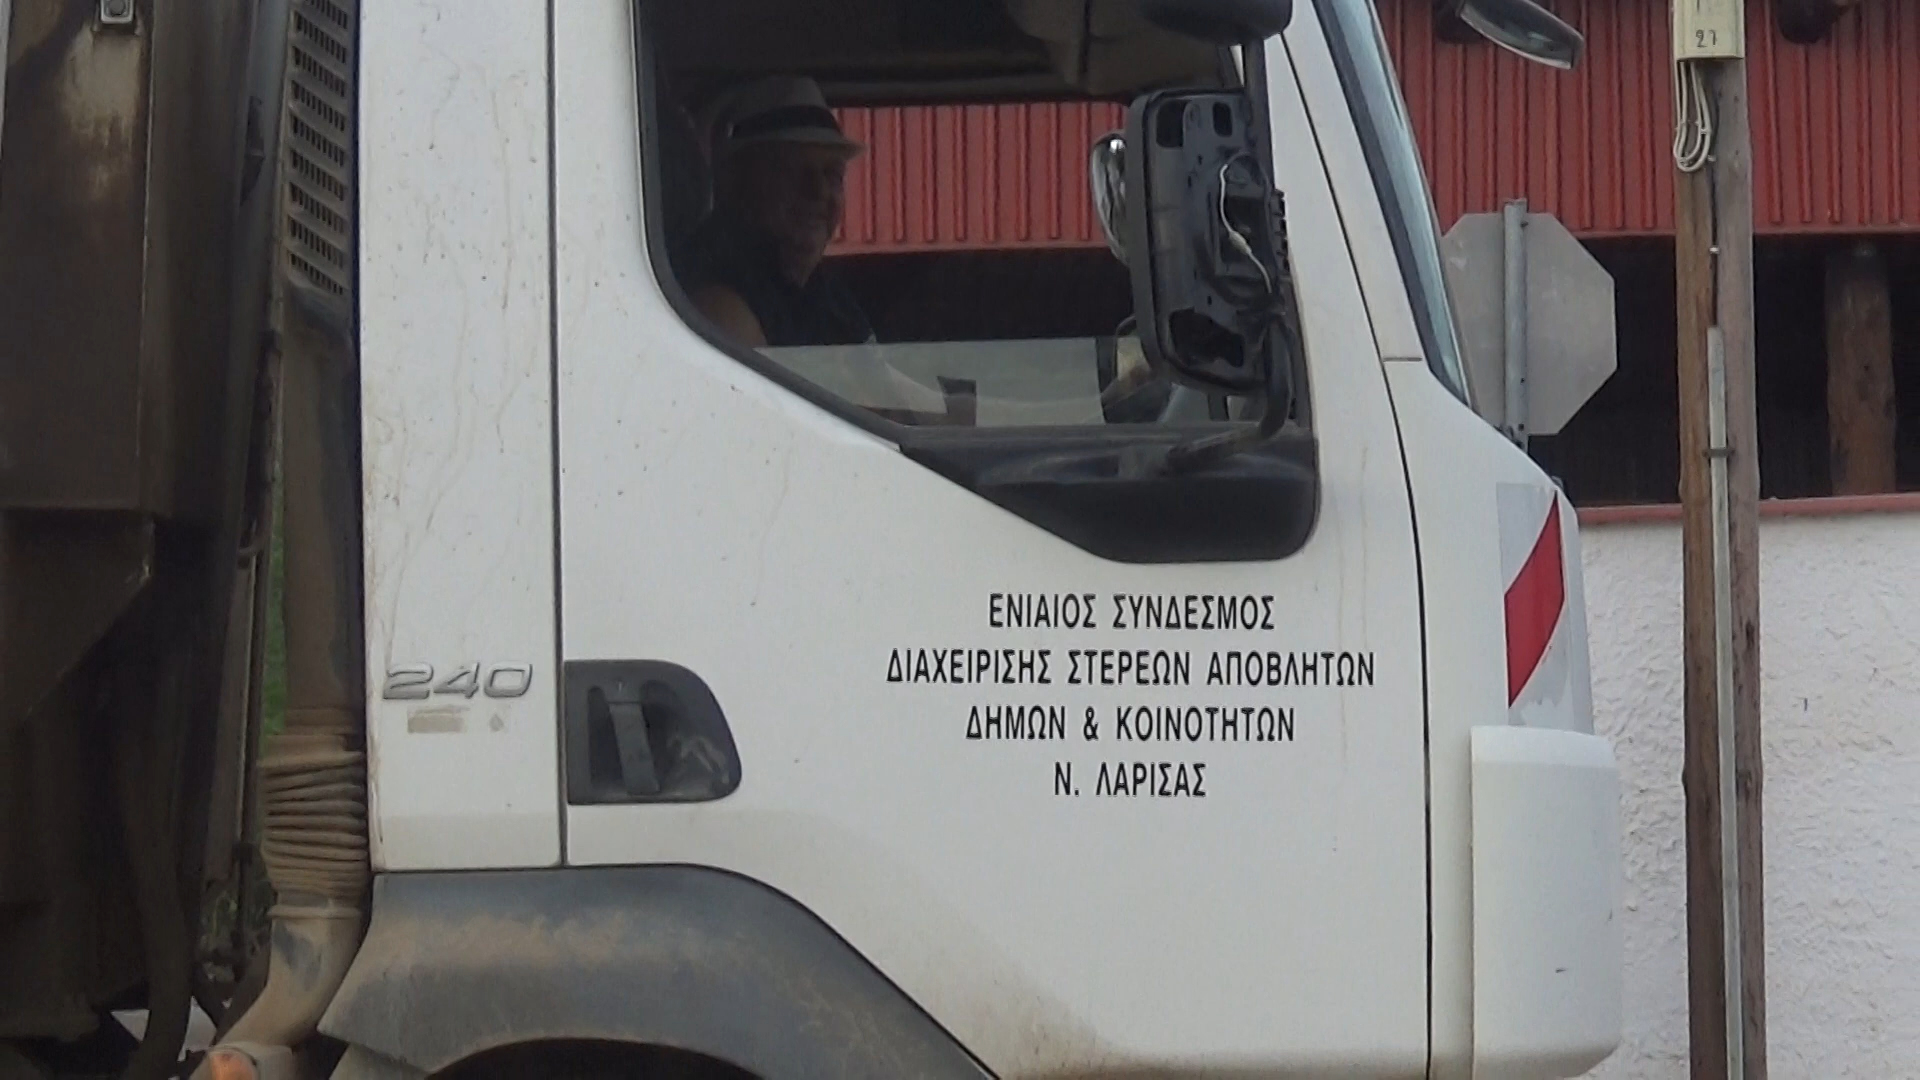 27
ΕΝΙΑΙΟΣ ΣΥΝΔΕΣΜΟΣ
ΔΙΑΧΕΙΡΙΣΗΣ ΣΤΕΡΕΩΝ ΑΠΟΒΛΗΤΩΝ
ΔΗΜΩΝ & ΚΟΙΝΟΤΗΤΩΝ
Ν. ΛΑΡΙΣΑΣ
240